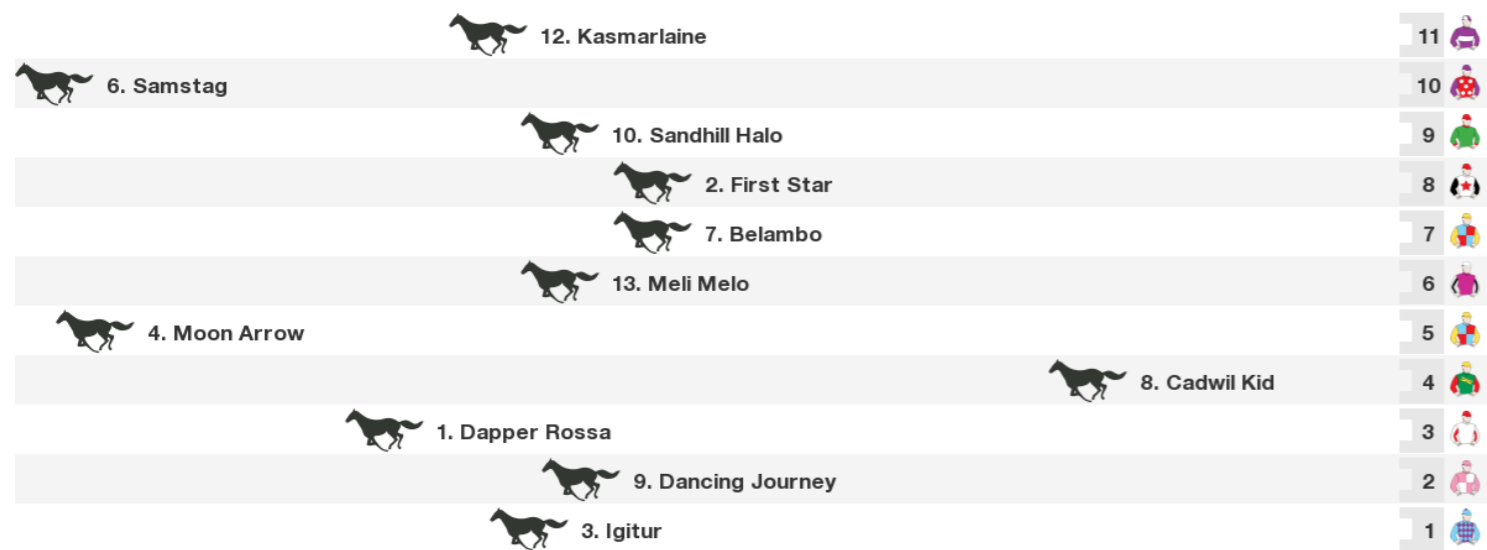 12. Kasmarlaine 11
6. Samstag 10
10. Sandhill Halo 9
2. First Star 8
7. Belambo 7
13. Meli Melo 6
4. Moon Arrow 5
8. Cadwil Kid 4
1. Dapper Rossa 3
9. Dancing Journey 2
3. Igitur 1